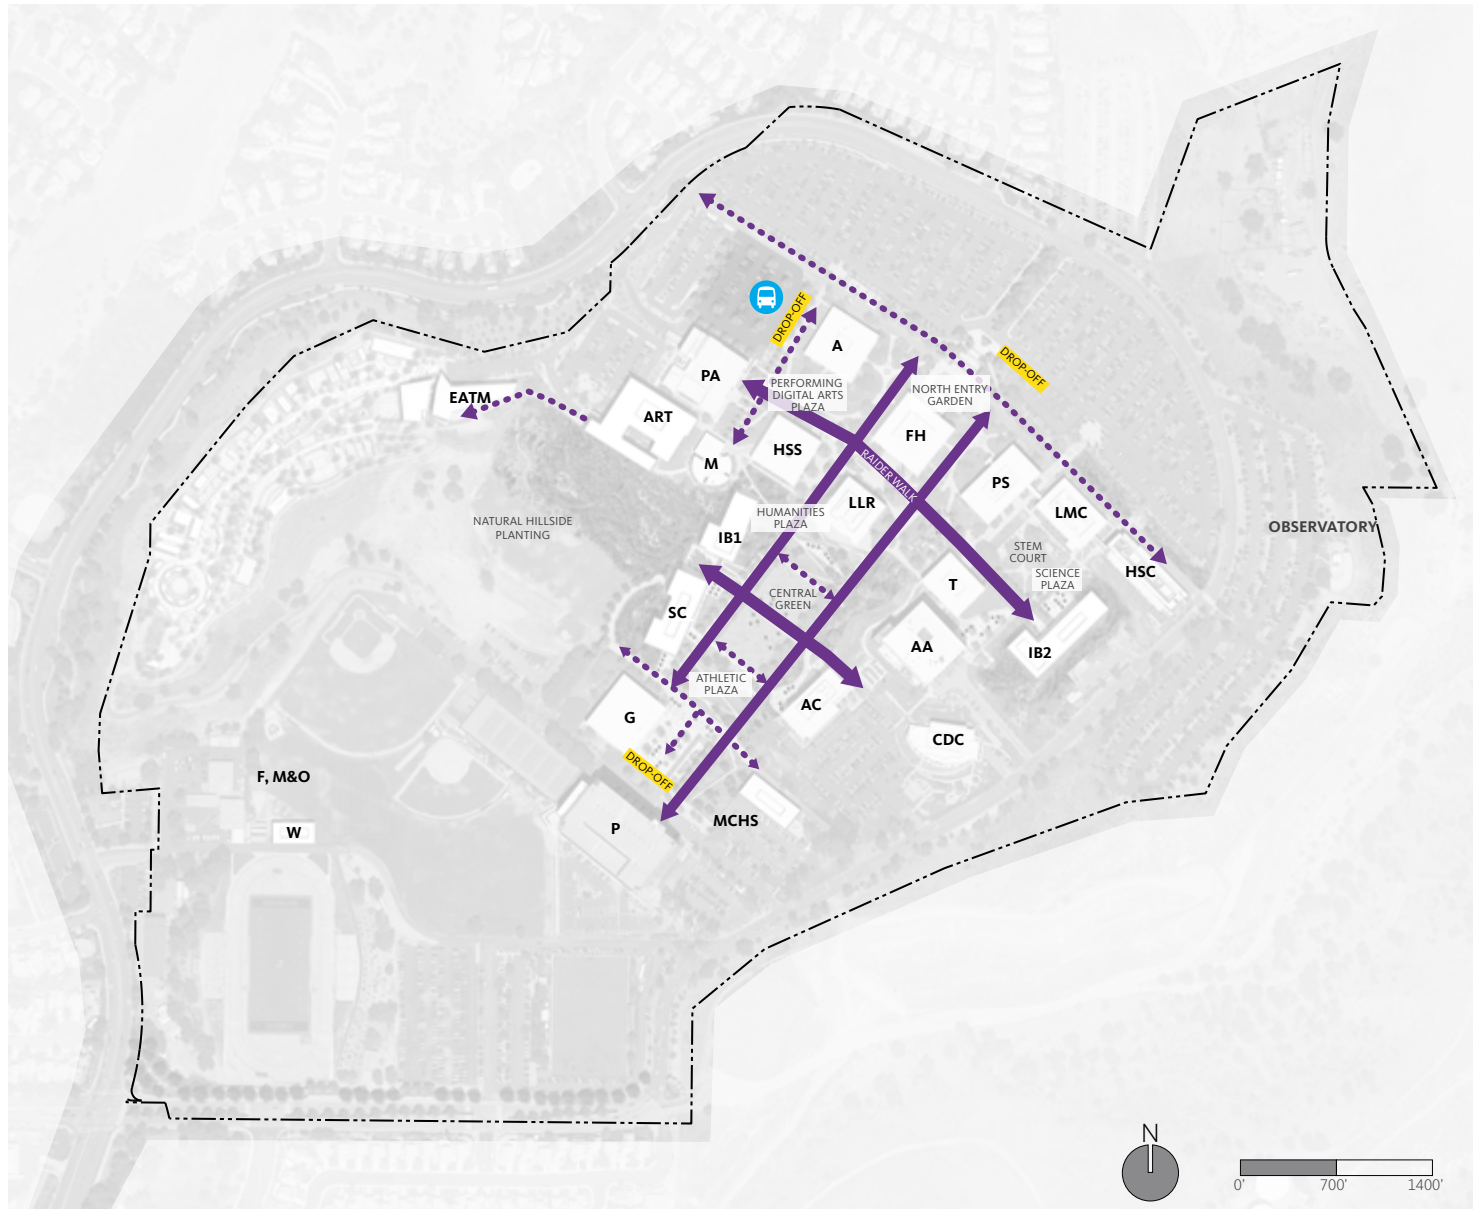 DROP-OFF
A
DROP-OFF
PA
PERFORMING
DIGITAL ARTS
PLAZA
NORTH ENTRY
GARDEN
EATM
ART
FH
HSS
M
RAIDER WALK
PS
LLR
LMC
HUMANITIES
PLAZA
NATURAL HILLSIDE
PLANTING
OBSERVATORY
IB1
STEM
COURT
HSC
SCIENCE
PLAZA
T
CENTRAL
GREEN
SC
AA
IB2
ATHLETIC
PLAZA
AC
G
CDC
DROP-OFF
F, M&O
MCHS
P
W
N
0' 700' 1400'